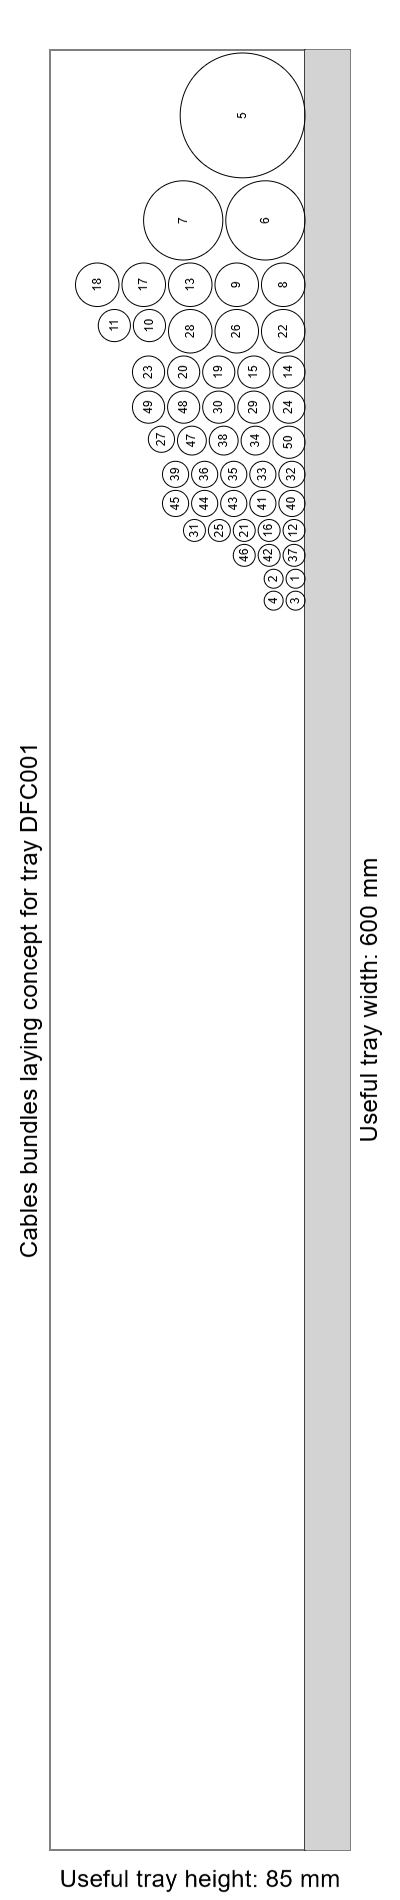 5
7 6
18 17 13 9 8
11 10 28 26 22
23 20 19 15 14
49 48 30 29 24
27 47 38 34 50
39 36 35 33 32
45 44 43 41 40
31 25 21 16 12
46 42 37
2 1
4 3
Cables bundles laying concept for tray DFC001
Useful tray width: 600 mm
Useful tray height: 85 mm